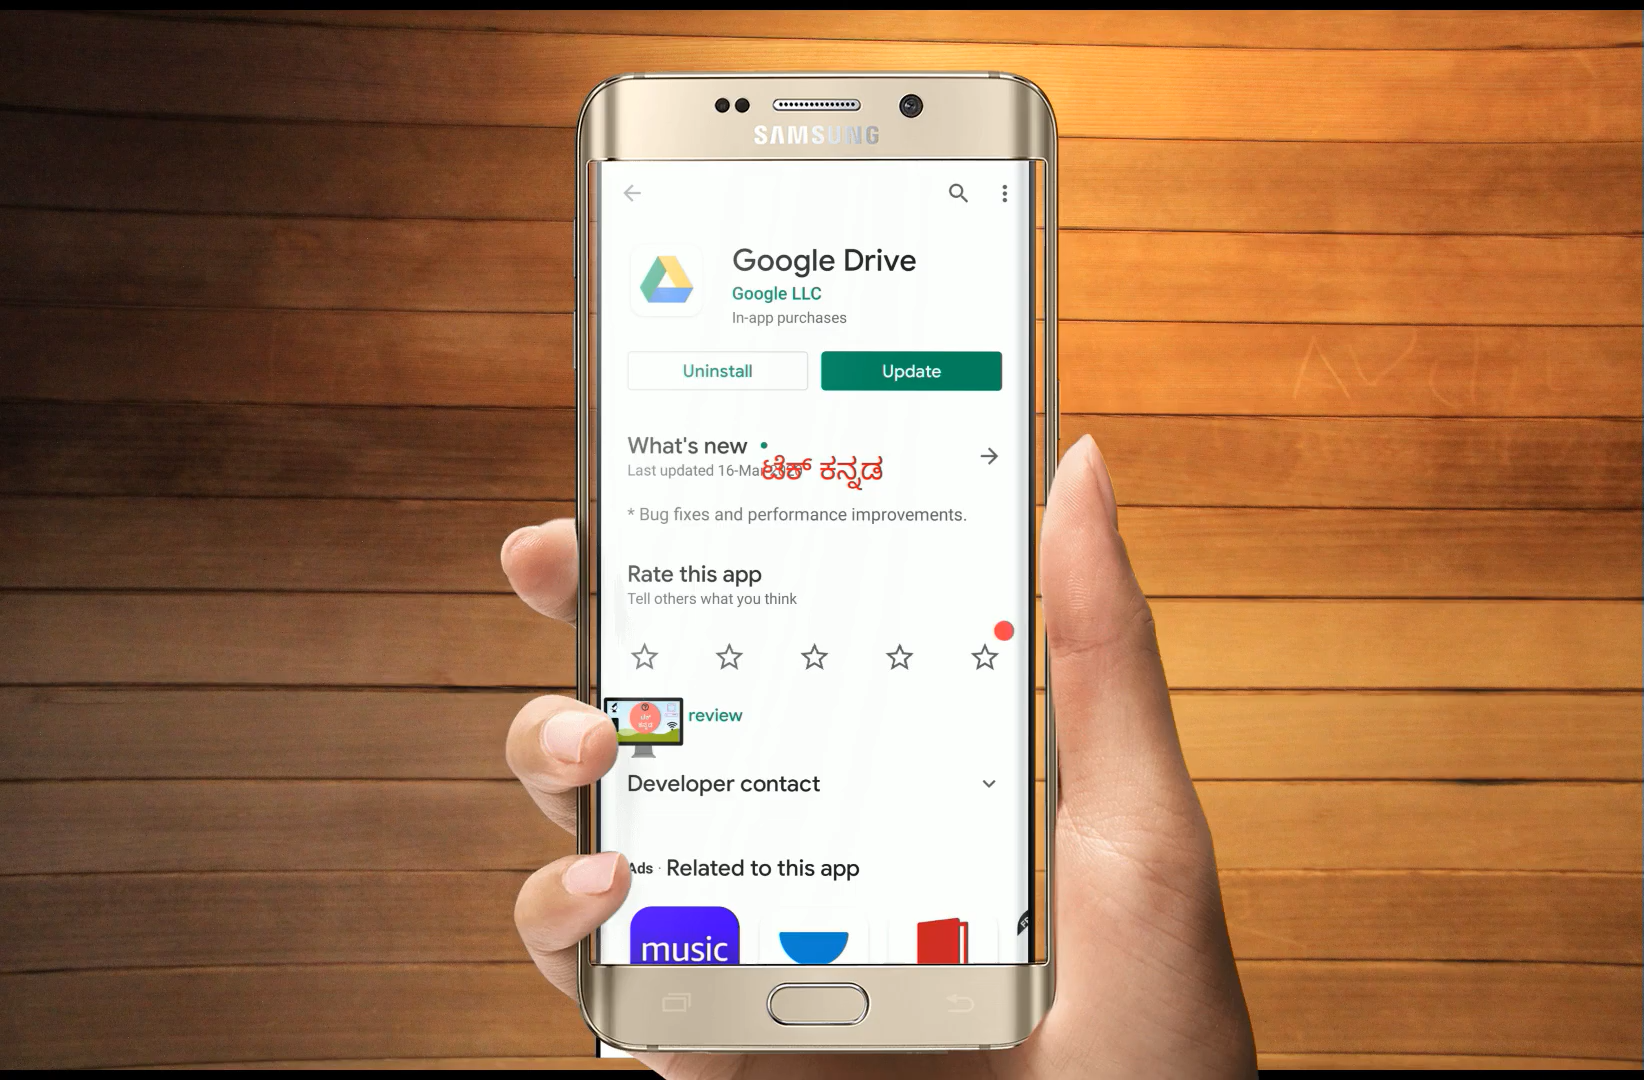 SAMSUNG
Google Drive
Google LLC
In-app purchases
Uninstall
Update
What's new
Last updated 16-Mar
ಟೆಕ್ ಕನ್ನಡ
* Bug fixes and performance improvements.
Rate this app
Tell others what you think
review
Developer contact
Ads · Related to this app
music